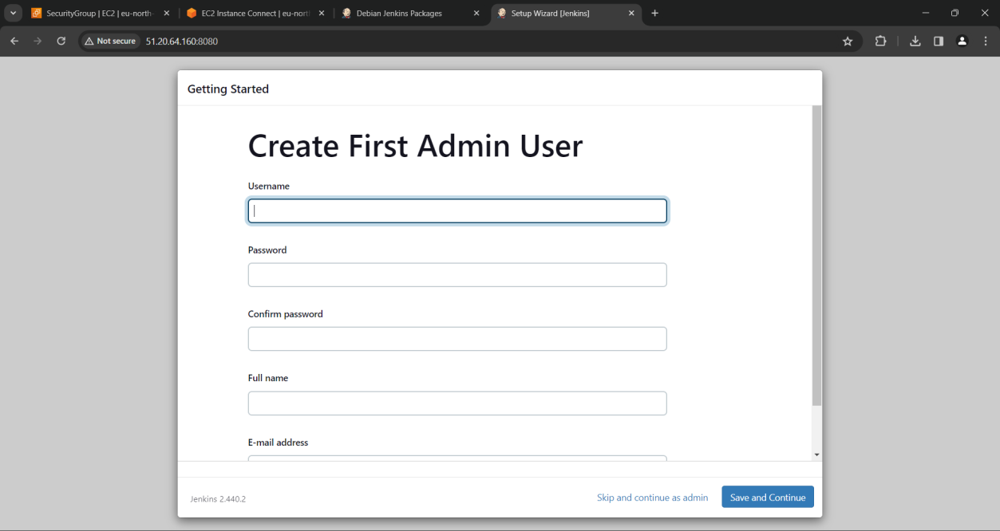 SecurityGroup | EC2 | eu-north-
EC2 Instance Connect | eu-nort
Debian Jenkins Packages
Setup Wizard [Jenkins]
Not secure
51.20.64.160:8080
Getting Started
Create First Admin User
Username
Password
Confirm password
Full name
E-mail address
Jenkins 2.440.2
Skip and continue as admin
Save and Continue